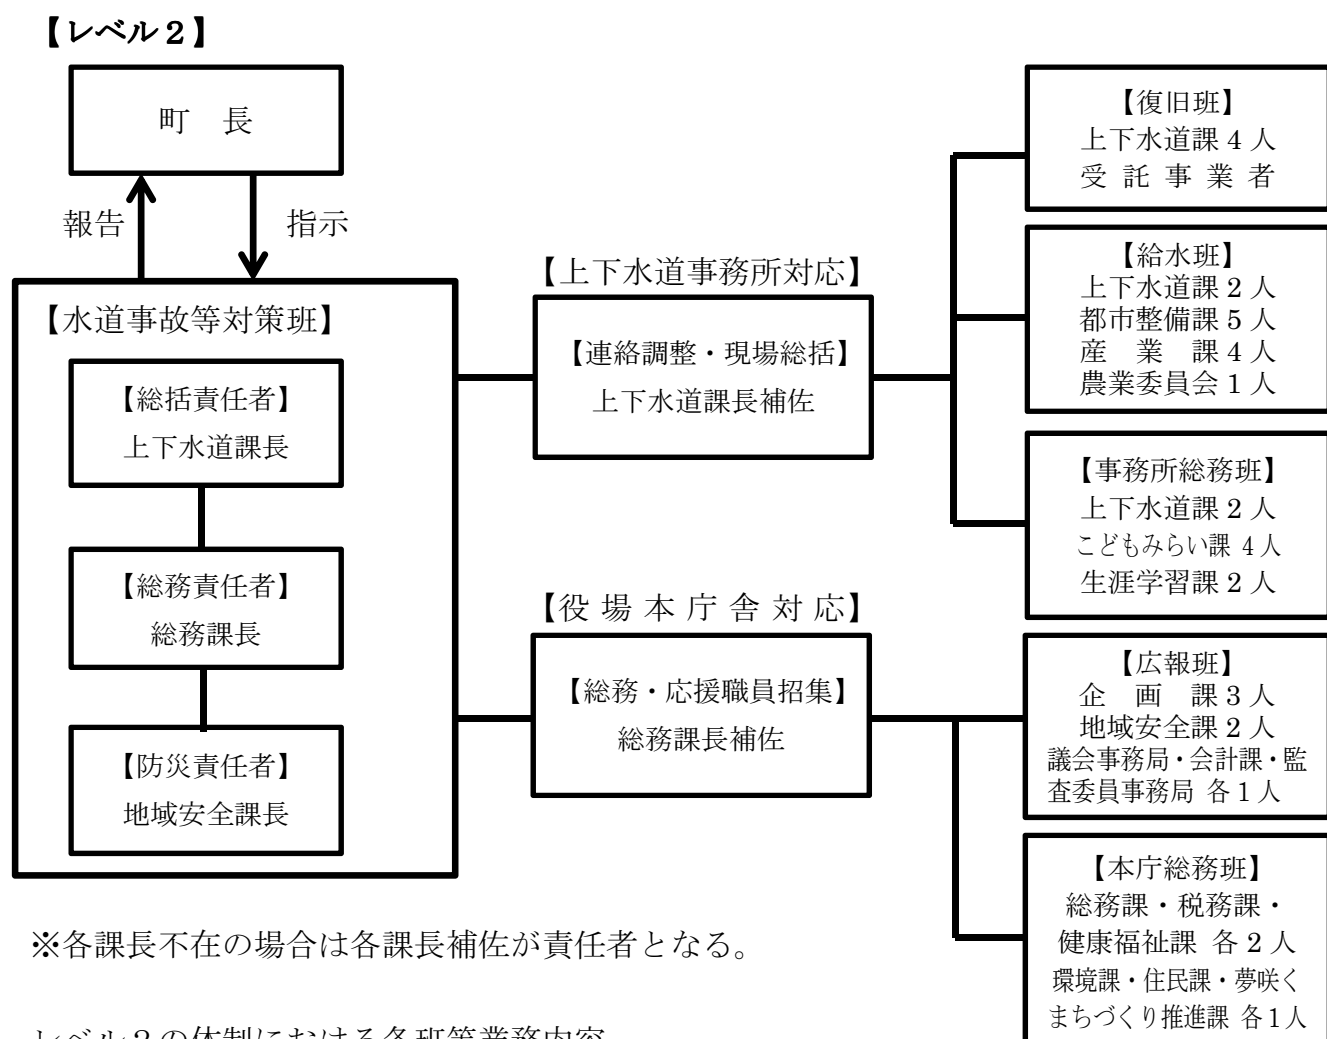 【レベル２】
町　長
報告
指示
【水道事故等対策班】
【総括責任者】
上下水道課長
【総務責任者】
総務課長
【防災責任者】
地域安全課長
【上下水道事務所対応】
【連絡調整・現場総括】
上下水道課長補佐
【役 場 本 庁 舎 対 応】
【総務・応援職員招集】
総務課長補佐
【復旧班】
上下水道課 4 人
受 託 事 業 者
【給水班】
上下水道課 2 人
都市整備課 5 人
産　業　課 4 人
農業委員会 1 人
【事務所総務班】
上下水道課 2 人
こどもみらい課 4 人
生涯学習課 2 人
【広報班】
企　画　課 3 人
地域安全課 2 人
議会事務局・会計課・監
査委員事務局 各 1 人
【本庁総務班】
総務課・税務課・
健康福祉課 各 2 人
環境課・住民課・夢咲く
まちづくり推進課 各 1 人
※各課長不在の場合は各課長補佐が責任者となる。